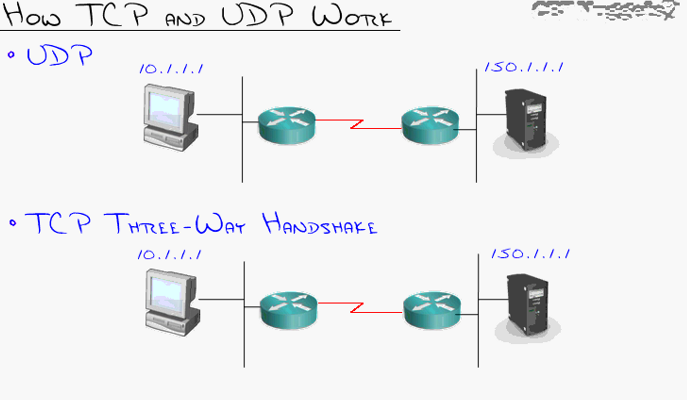 How TCP and UDP Work
• UDP
10.1.1.1
150.1.1.1
• TCP Three-Way Handshake
10.1.1.1
150.1.1.1